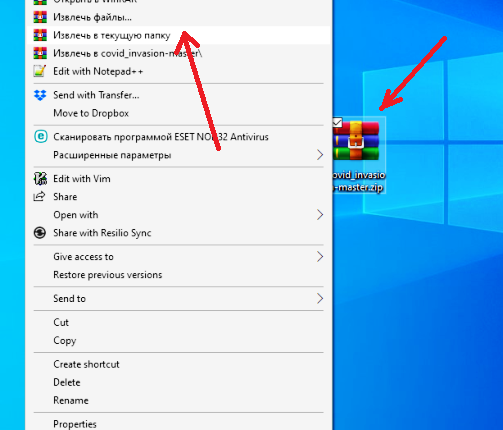 Открыть в WinRAR
Извлечь файлы...
Извлечь в текущую папку
Извлечь в covid_invasion-master\
Edit with Notepad++
Send with Transfer...
Move to Dropbox
Сканировать программой ESET NOD32 Antivirus
Расширенные параметры
Edit with Vim
Share
Open with
Share with Resilio Sync
Give access to
Restore previous versions
Send to
Cut
Copy
Create shortcut
Delete
Rename
Properties
covid_invasio
n-master.zip